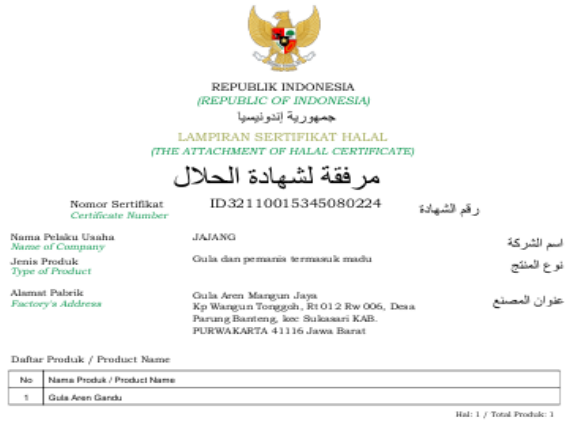 REPUBLIK INDONESIA
(REPUBLIC OF INDONESIA)
جمهورية إندونيسيا
LAMPIRAN SERTIFIKAT HALAL
(THE ATTACHMENT OF HALAL CERTIFICATE)
مرفقة لشهادة الحلال
Nomor Sertifikat ID32110015345080224 رقم الشهادة
Certificate Number
Nama Pelaku Usaha JAJANG اسم الشركة
Name of Company
Jenis Produk Gula dan pemanis termasuk madu نوع المنتج
Type of Product
Alamat Pabrik Gula Aren Mangun Jaya عنوان المصنع
Factory's Address Kp Wangun Tonggoh, Rt 012 Rw 006, Desa
Parung Banteng, kec Sukasari KAB.
PURWAKARTA 41116 Jawa Barat
Daftar Produk / Product Name
No Nama Produk / Product Name
1 Gula Aren Gandu
Hal: 1 / Total Produk: 1